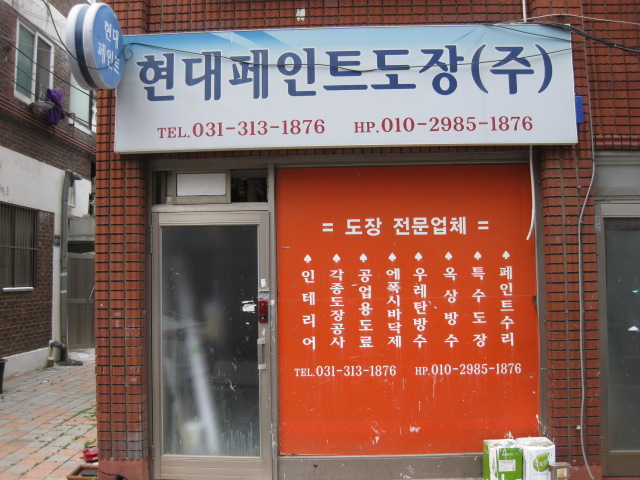 현대
페인트
현대페인트도장(주)
TEL.031-313-1876 HP.010-2985-1876
= 도장 전문업체 =
♠인테리어
♠각종도장공사
♠공업용도료
♠에폭시바닥제
♠우레탄방수
♠옥상방수
♠특수도장
♠페인트수리
TEL.031-313-1876 HP.010-2985-1876